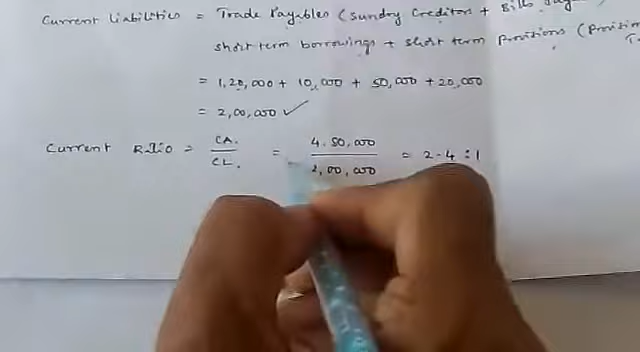 Current Liabilities = Trade Payables (Sundry Creditors + Bills
short term borrowings + short term provisions (
= 1,20,000 + 10,000 + 50,000 + 20,000
= 2,00,000 ✓
Current Ratio = CA. / CL. = 4.80,000 / 2,00,000 = 2.4 : 1